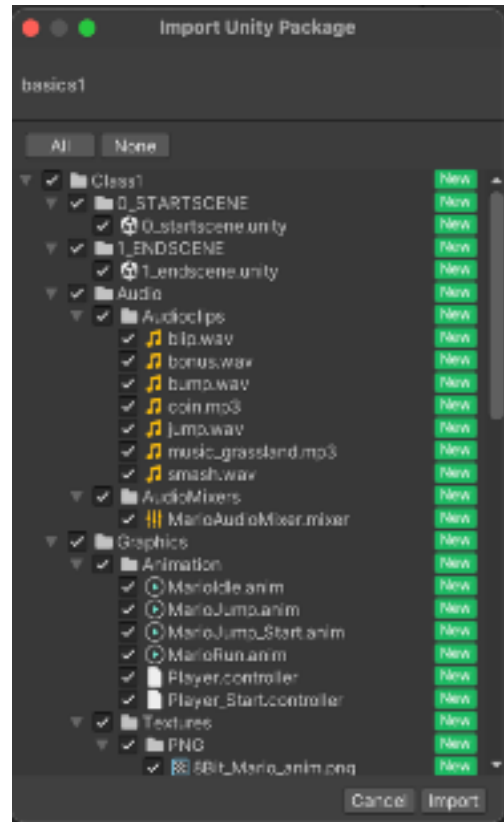 Import Unity Package
basics1
All None
Class1 New
0_STARTSCENE New
0_startscene.unity New
1_ENDSCENE New
1_endscene.unity New
Audio New
Audioclips New
blip.wav New
bonus.wav New
bump.wav New
coin.mp3 New
jump.wav New
music_grassland.mp3 New
smash.wav New
AudioMixers New
MarioAudioMixer.mixer New
Graphics New
Animation New
MarioIdle.anim New
MarioJump.anim New
MarioJump_Start.anim New
MarioRun.anim New
Player.controller New
Player_Start.controller New
Textures New
PNG New
8Bit_Mario_anim.png New
Cancel Import